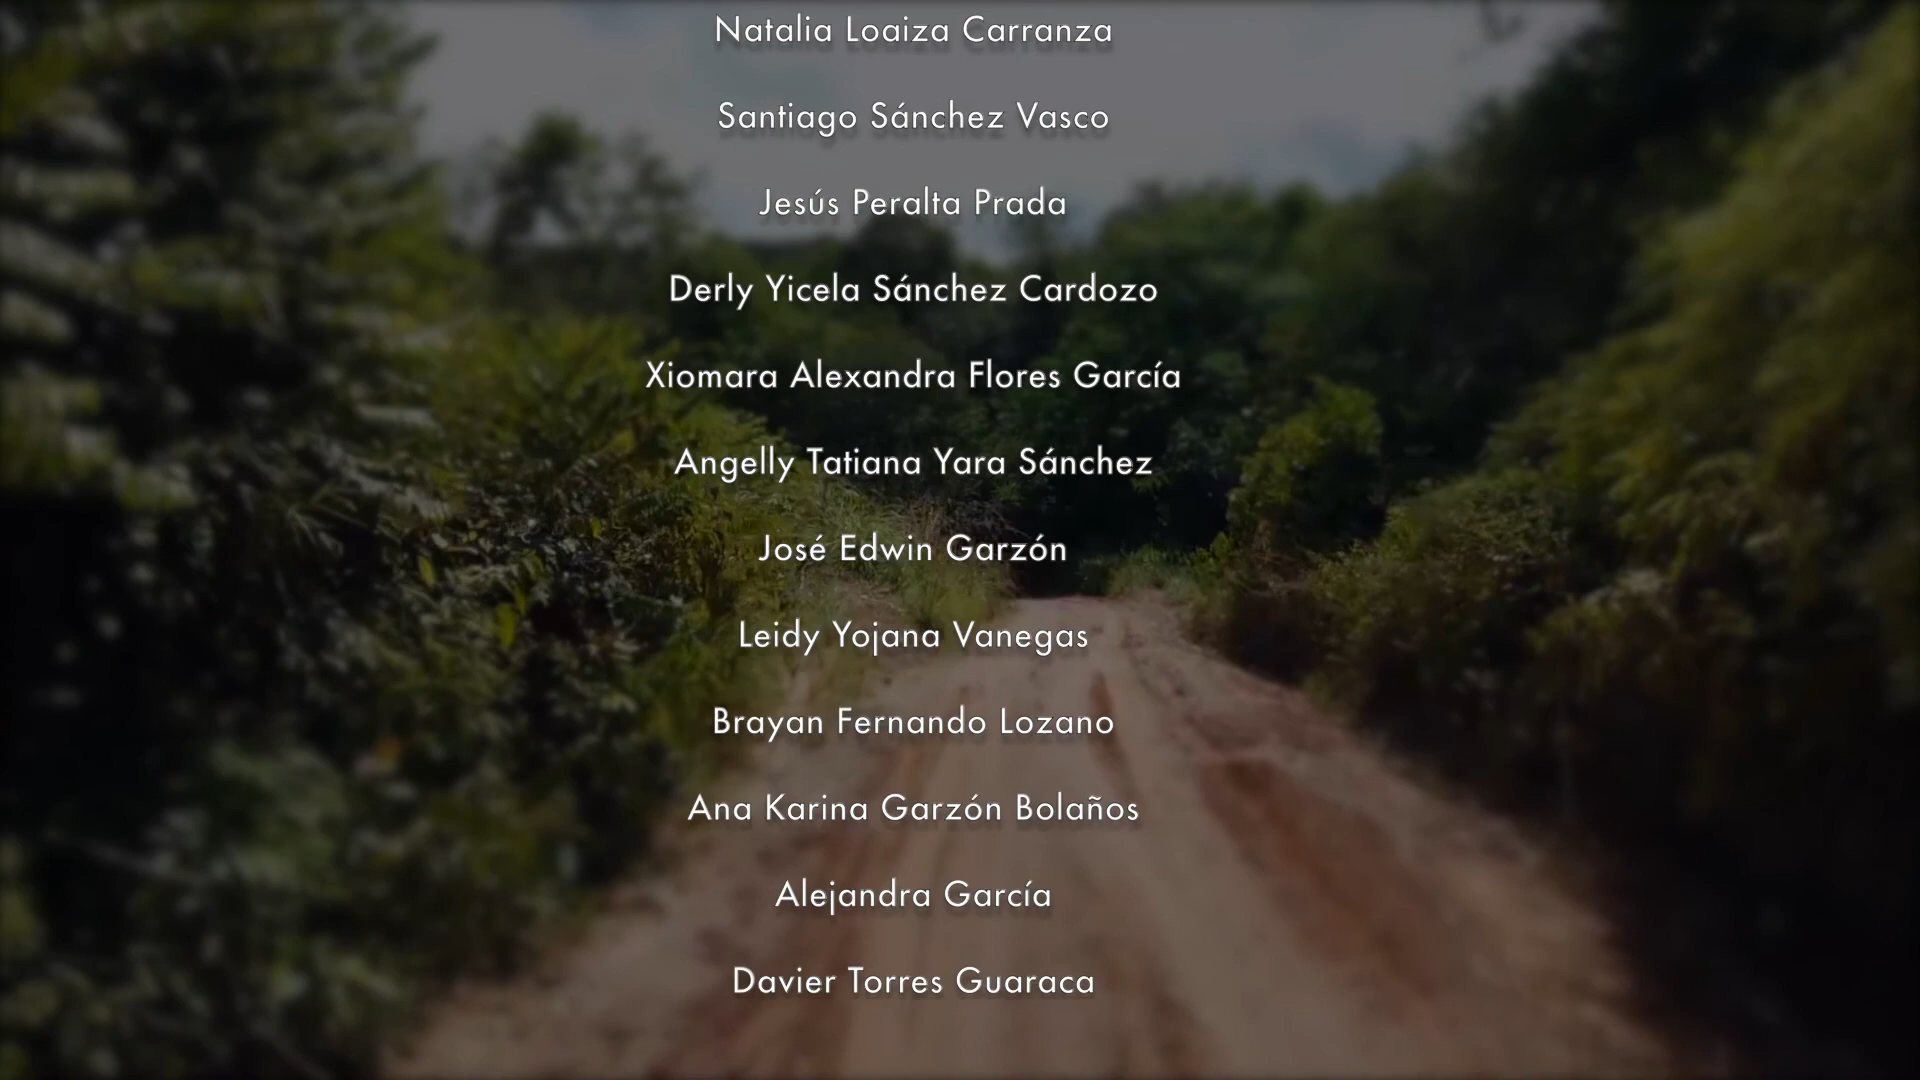 Natalia Loaiza Carranza
Santiago Sánchez Vasco
Jesús Peralta Prada
Derly Yicela Sánchez Cardozo
Xiomara Alexandra Flores García
Angelly Tatiana Yara Sánchez
José Edwin Garzón
Leidy Yojana Vanegas
Brayan Fernando Lozano
Ana Karina Garzón Bolaños
Alejandra García
Davier Torres Guaraca